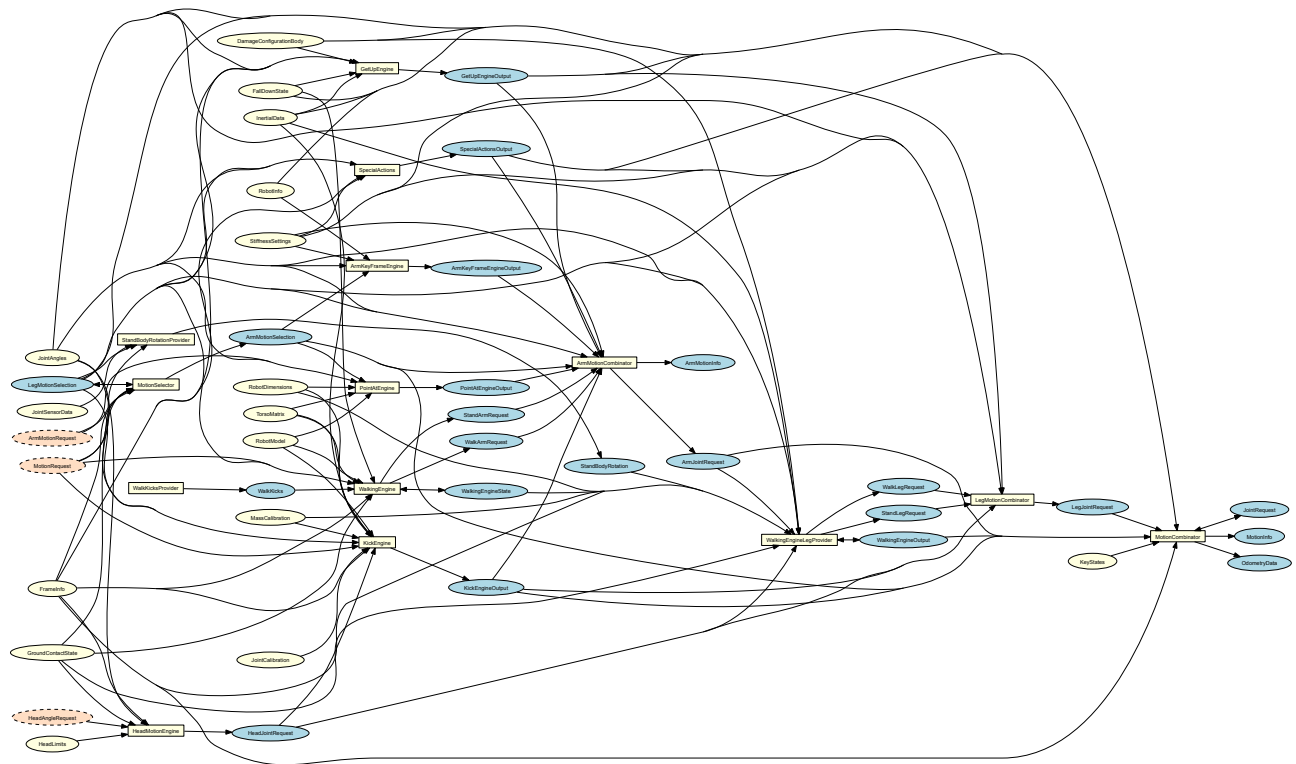 DamageConfigurationBody
GetUpEngine
GetUpEngineOutput
FallDownState
InertialData
SpecialActionsOutput
SpecialActions
RobotInfo
StiffnessSettings
ArmKeyFrameEngine
ArmKeyFrameEngineOutput
StandBodyRotationProvider
ArmMotionSelection
JointAngles
ArmMotionCombinator
ArmMotionInfo
LegMotionSelection
MotionSelector
RobotDimensions
PointAtEngine
PointAtEngineOutput
JointSensorData
TorsoMatrix
StandArmRequest
ArmMotionRequest
RobotModel
WalkArmRequest
MotionRequest
StandBodyRotation
ArmJointRequest
WalkKicksProvider
WalkKicks
WalkingEngine
WalkingEngineState
WalkLegRequest
LegMotionCombinator
LegJointRequest
JointRequest
MassCalibration
StandLegRequest
KickEngine
WalkingEngineLegProvider
WalkingEngineOutput
MotionCombinator
MotionInfo
KeyStates
OdometryData
FrameInfo
KickEngineOutput
GroundContactState
JointCalibration
HeadAngleRequest
HeadMotionEngine
HeadJointRequest
HeadLimits